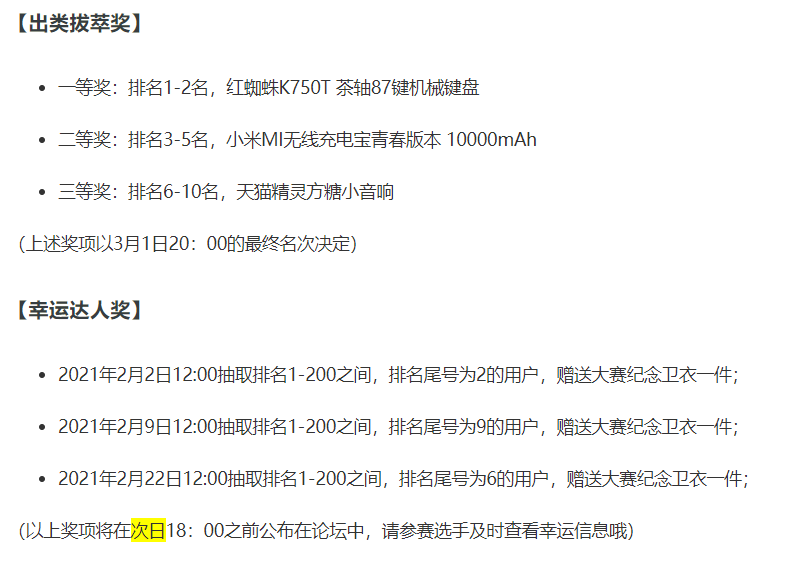 【出类拔萃奖】
• 一等奖：排名1-2名，红蜘蛛K750T 茶轴87键机械键盘
• 二等奖：排名3-5名，小米MI无线充电宝青春版本 10000mAh
• 三等奖：排名6-10名，天猫精灵方糖小音响
（上述奖项以3月1日20：00的最终名次决定）
【幸运达人奖】
• 2021年2月2日12:00抽取排名1-200之间，排名尾号为2的用户，赠送大赛纪念卫衣一件；
• 2021年2月9日12:00抽取排名1-200之间，排名尾号为9的用户，赠送大赛纪念卫衣一件；
• 2021年2月22日12:00抽取排名1-200之间，排名尾号为6的用户，赠送大赛纪念卫衣一件；
（以上奖项将在次日18：00之前公布在论坛中，请参赛选手及时查看幸运信息哦）